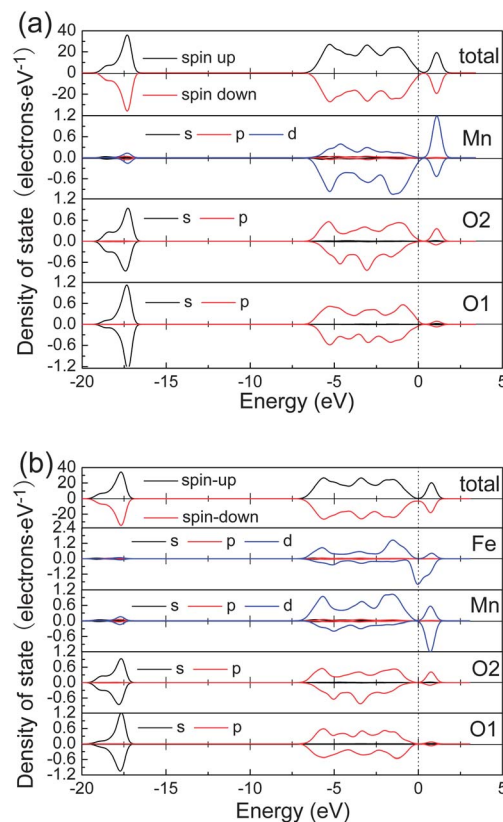 (a)
Density of state (electrons·eV⁻¹)
40
20
0
-20
spin up
spin down
total
1.2
0.6
0.0
-0.6
s p d
Mn
1.2
0.6
0.0
-0.6
s p
O2
1.2
0.6
0.0
-0.6
-1.2
s p
O1
-20 -15 -10 -5 0 5
Energy (eV)
(b)
Density of state (electrons·eV⁻¹)
40
20
0
-20
spin-up
spin-down
total
2.4
1.2
0.0
-1.2
s p d
Fe
1.2
0.6
0.0
-0.6
s p d
Mn
1.2
0.6
0.0
-0.6
s p
O2
1.2
0.6
0.0
-0.6
-1.2
s p
O1
-20 -15 -10 -5 0 5
Energy (eV)